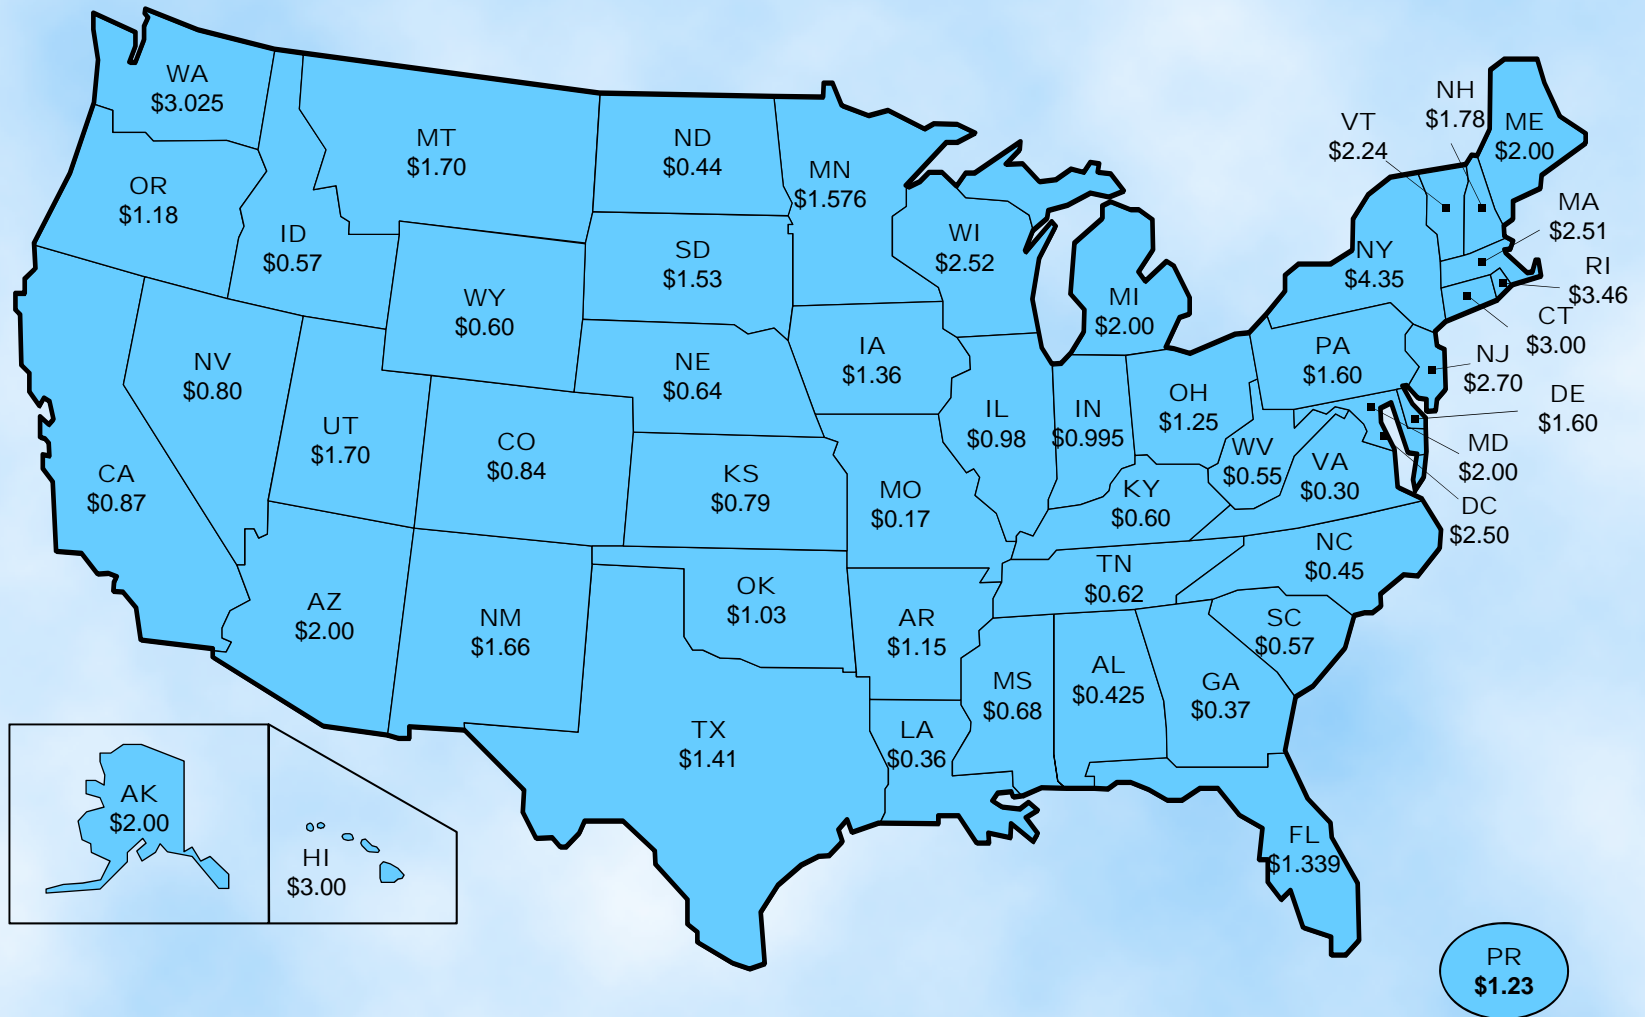 WA
$3.025
MT
$1.70
ND
$0.44
MN
$1.576
VT
$2.24
NH
$1.78
ME
$2.00
OR
$1.18
ID
$0.57
SD
$1.53
WI
$2.52
MI
$2.00
NY
$4.35
MA
$2.51
RI
$3.46
CT
$3.00
WY
$0.60
NV
$0.80
NE
$0.64
IA
$1.36
PA
$1.60
NJ
$2.70
DE
$1.60
UT
$1.70
CO
$0.84
IL
$0.98
IN
$0.995
OH
$1.25
WV
$0.55
VA
$0.30
MD
$2.00
DC
$2.50
CA
$0.87
KS
$0.79
MO
$0.17
KY
$0.60
NC
$0.45
AZ
$2.00
NM
$1.66
OK
$1.03
AR
$1.15
TN
$0.62
SC
$0.57
TX
$1.41
LA
$0.36
MS
$0.68
AL
$0.425
GA
$0.37
AK
$2.00
HI
$3.00
FL
$1.339
PR
$1.23